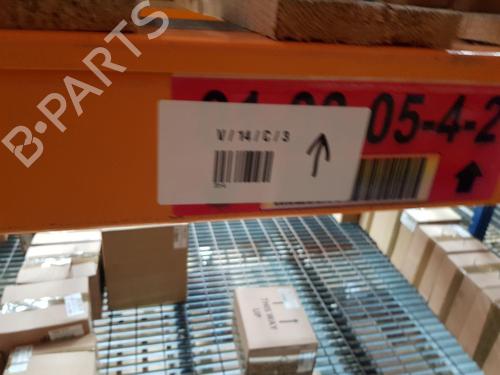 B-PARTS
V/14/C/3
05-4-2
THIS WAY
UP